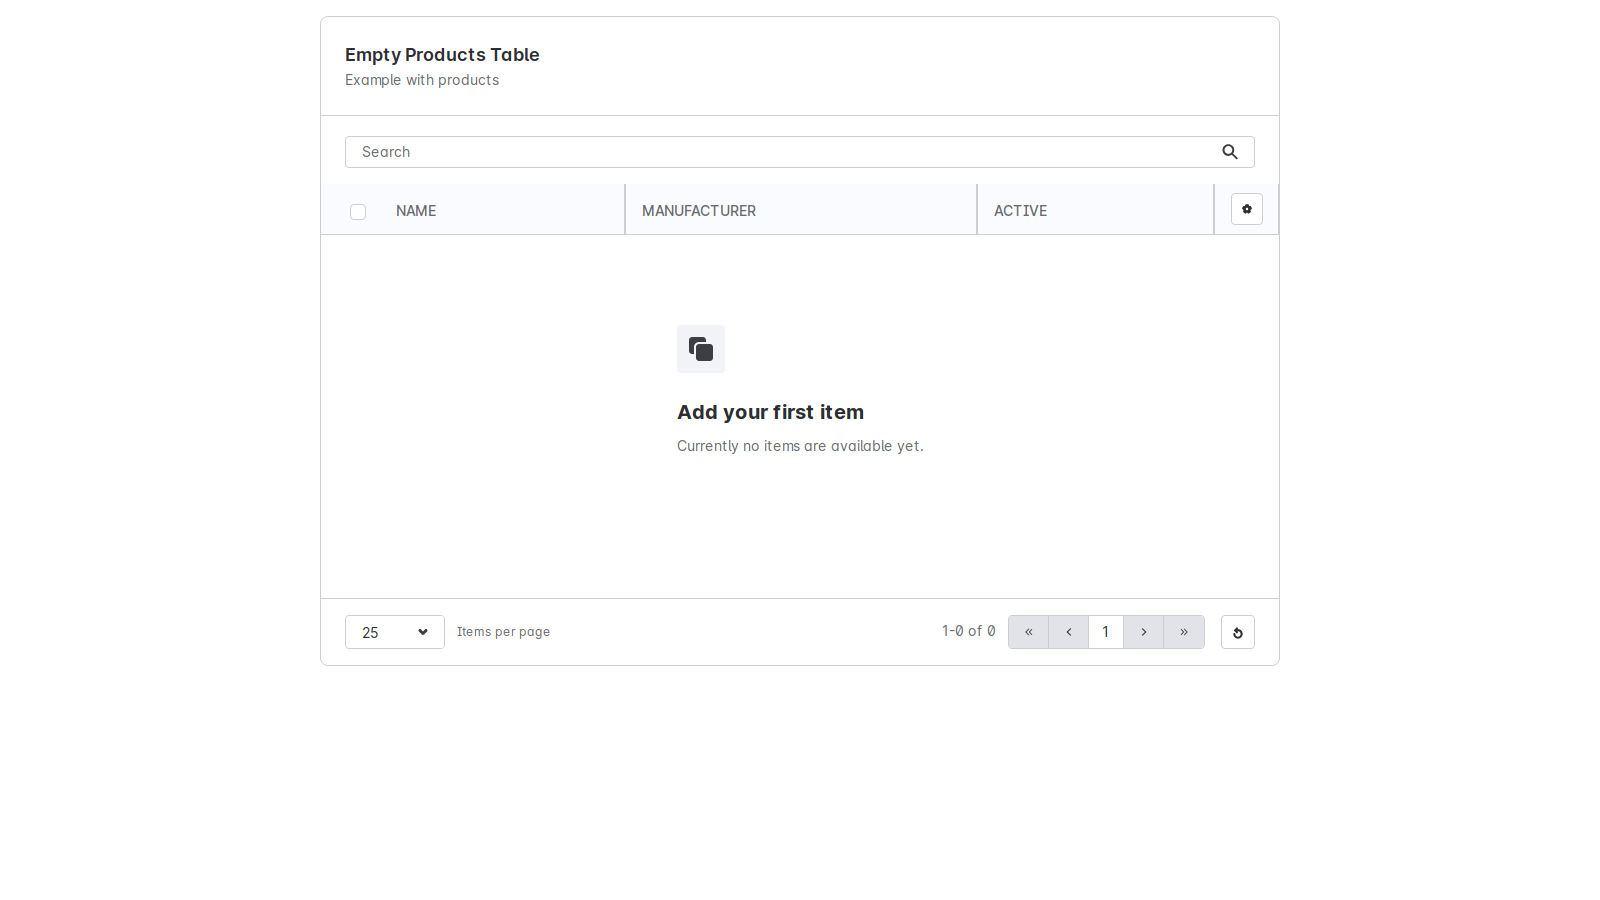 Empty Products Table
Example with products
Search
NAME MANUFACTURER ACTIVE
Add your first item
Currently no items are available yet.
25 Items per page 1-0 of 0 « ‹ 1 › »